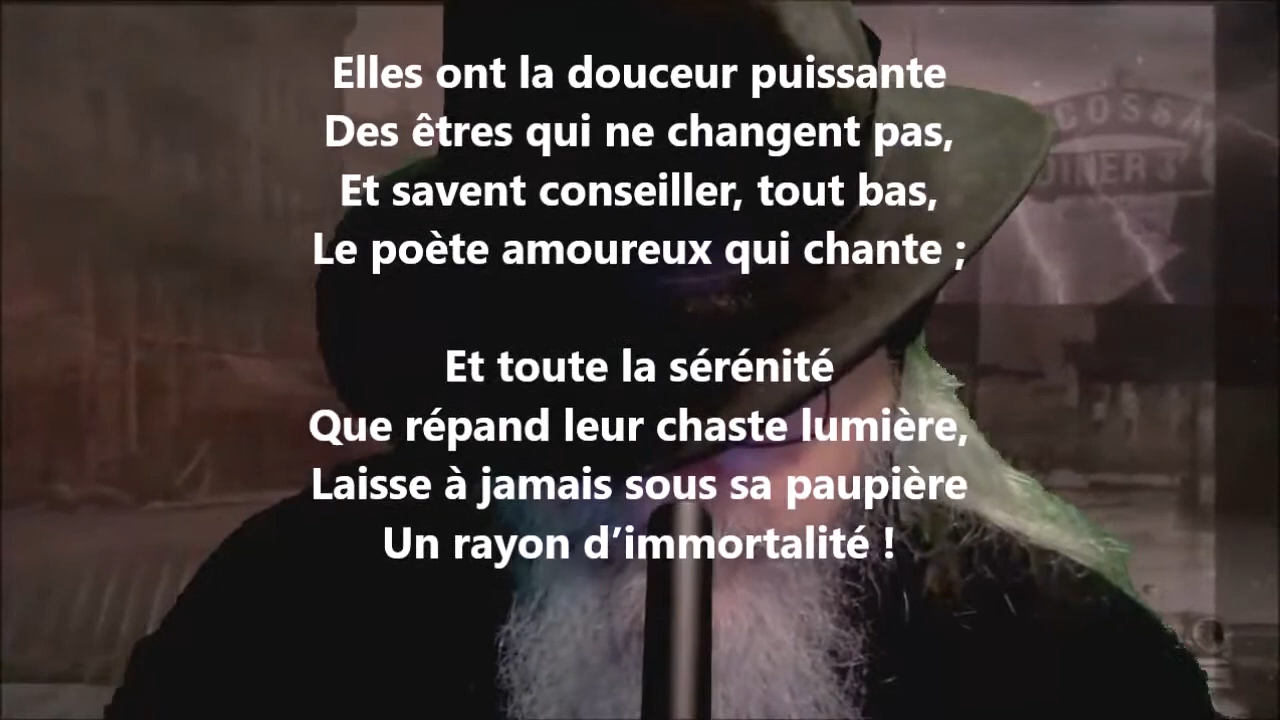 Elles ont la douceur puissante
Des êtres qui ne changent pas,
Et savent conseiller, tout bas,
Le poète amoureux qui chante ;
Et toute la sérénité
Que répand leur chaste lumière,
Laisse à jamais sous sa paupière
Un rayon d’immortalité !
COSSA
DINER